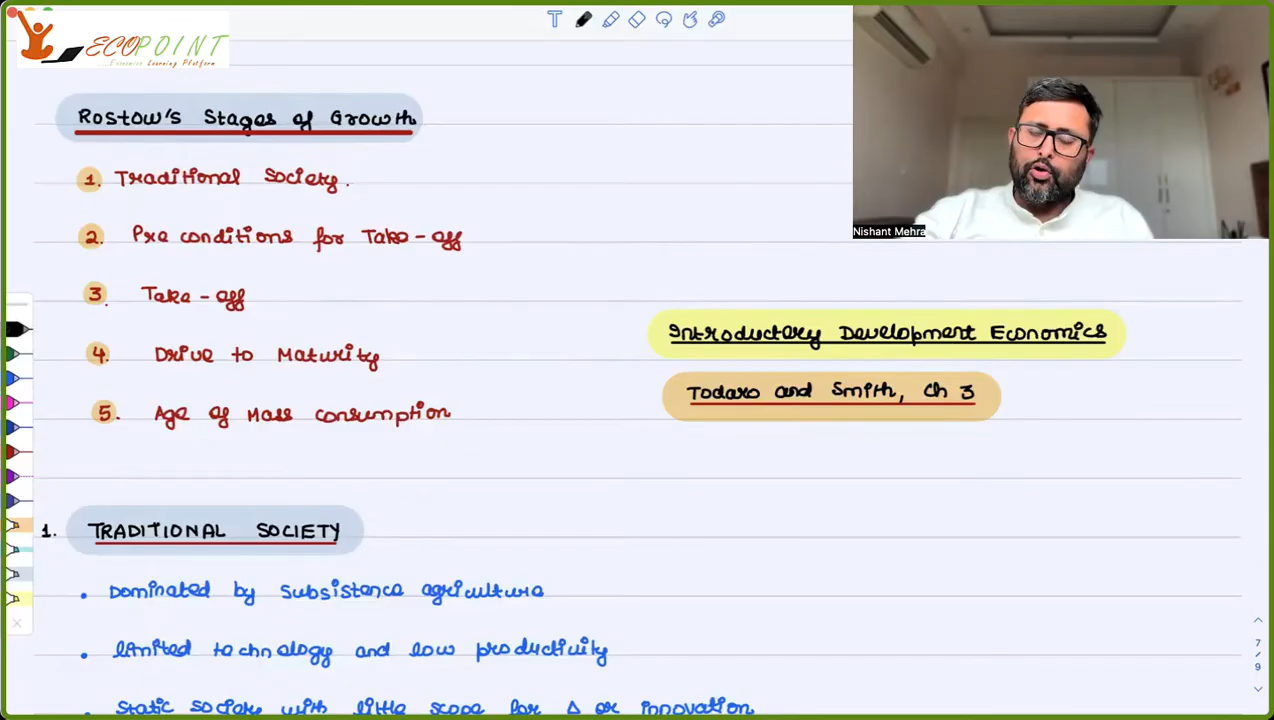 ECOPOINT
...Economics Learning Platform
Rostow's Stages of Growth
1. Traditional Society.
2. Pre conditions for Take-off
3. Take-off
4. Drive to Maturity
5. Age of Mass consumption
Nishant Mehra
Introductory Development Economics
Todaro and Smith, Ch 3
1. TRADITIONAL SOCIETY
• Dominated by subsistence agriculture
• limited technology and low productivity
• Static society with little scope for Δ or innovation
7
/
9